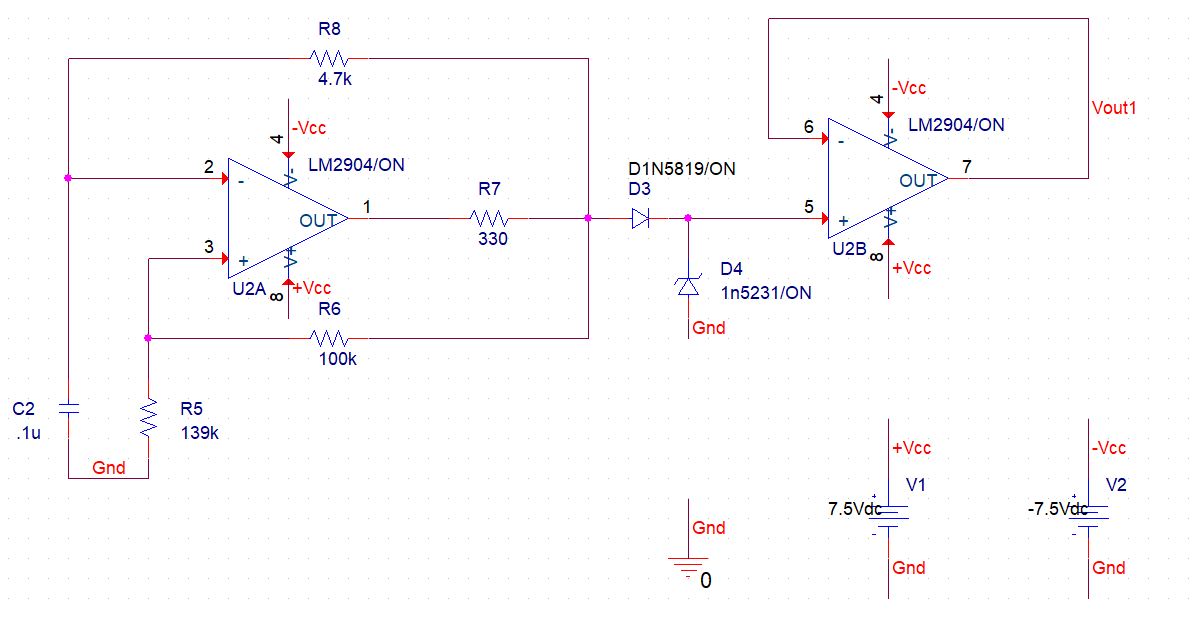 R8
4.7k
4
-Vcc
LM2904/ON
2
-
V-
OUT
1
3
+
V+
U2A
8
+Vcc
R7
330
R6
100k
C2
.1u
R5
139k
Gnd
D1N5819/ON
D3
D4
1n5231/ON
Gnd
4
-Vcc
LM2904/ON
6
-
V-
OUT
7
5
+
V+
U2B
8
+Vcc
Vout1
Gnd
0
+Vcc
V1
+
7.5Vdc
-
Gnd
-Vcc
V2
+
-7.5Vdc
-
Gnd